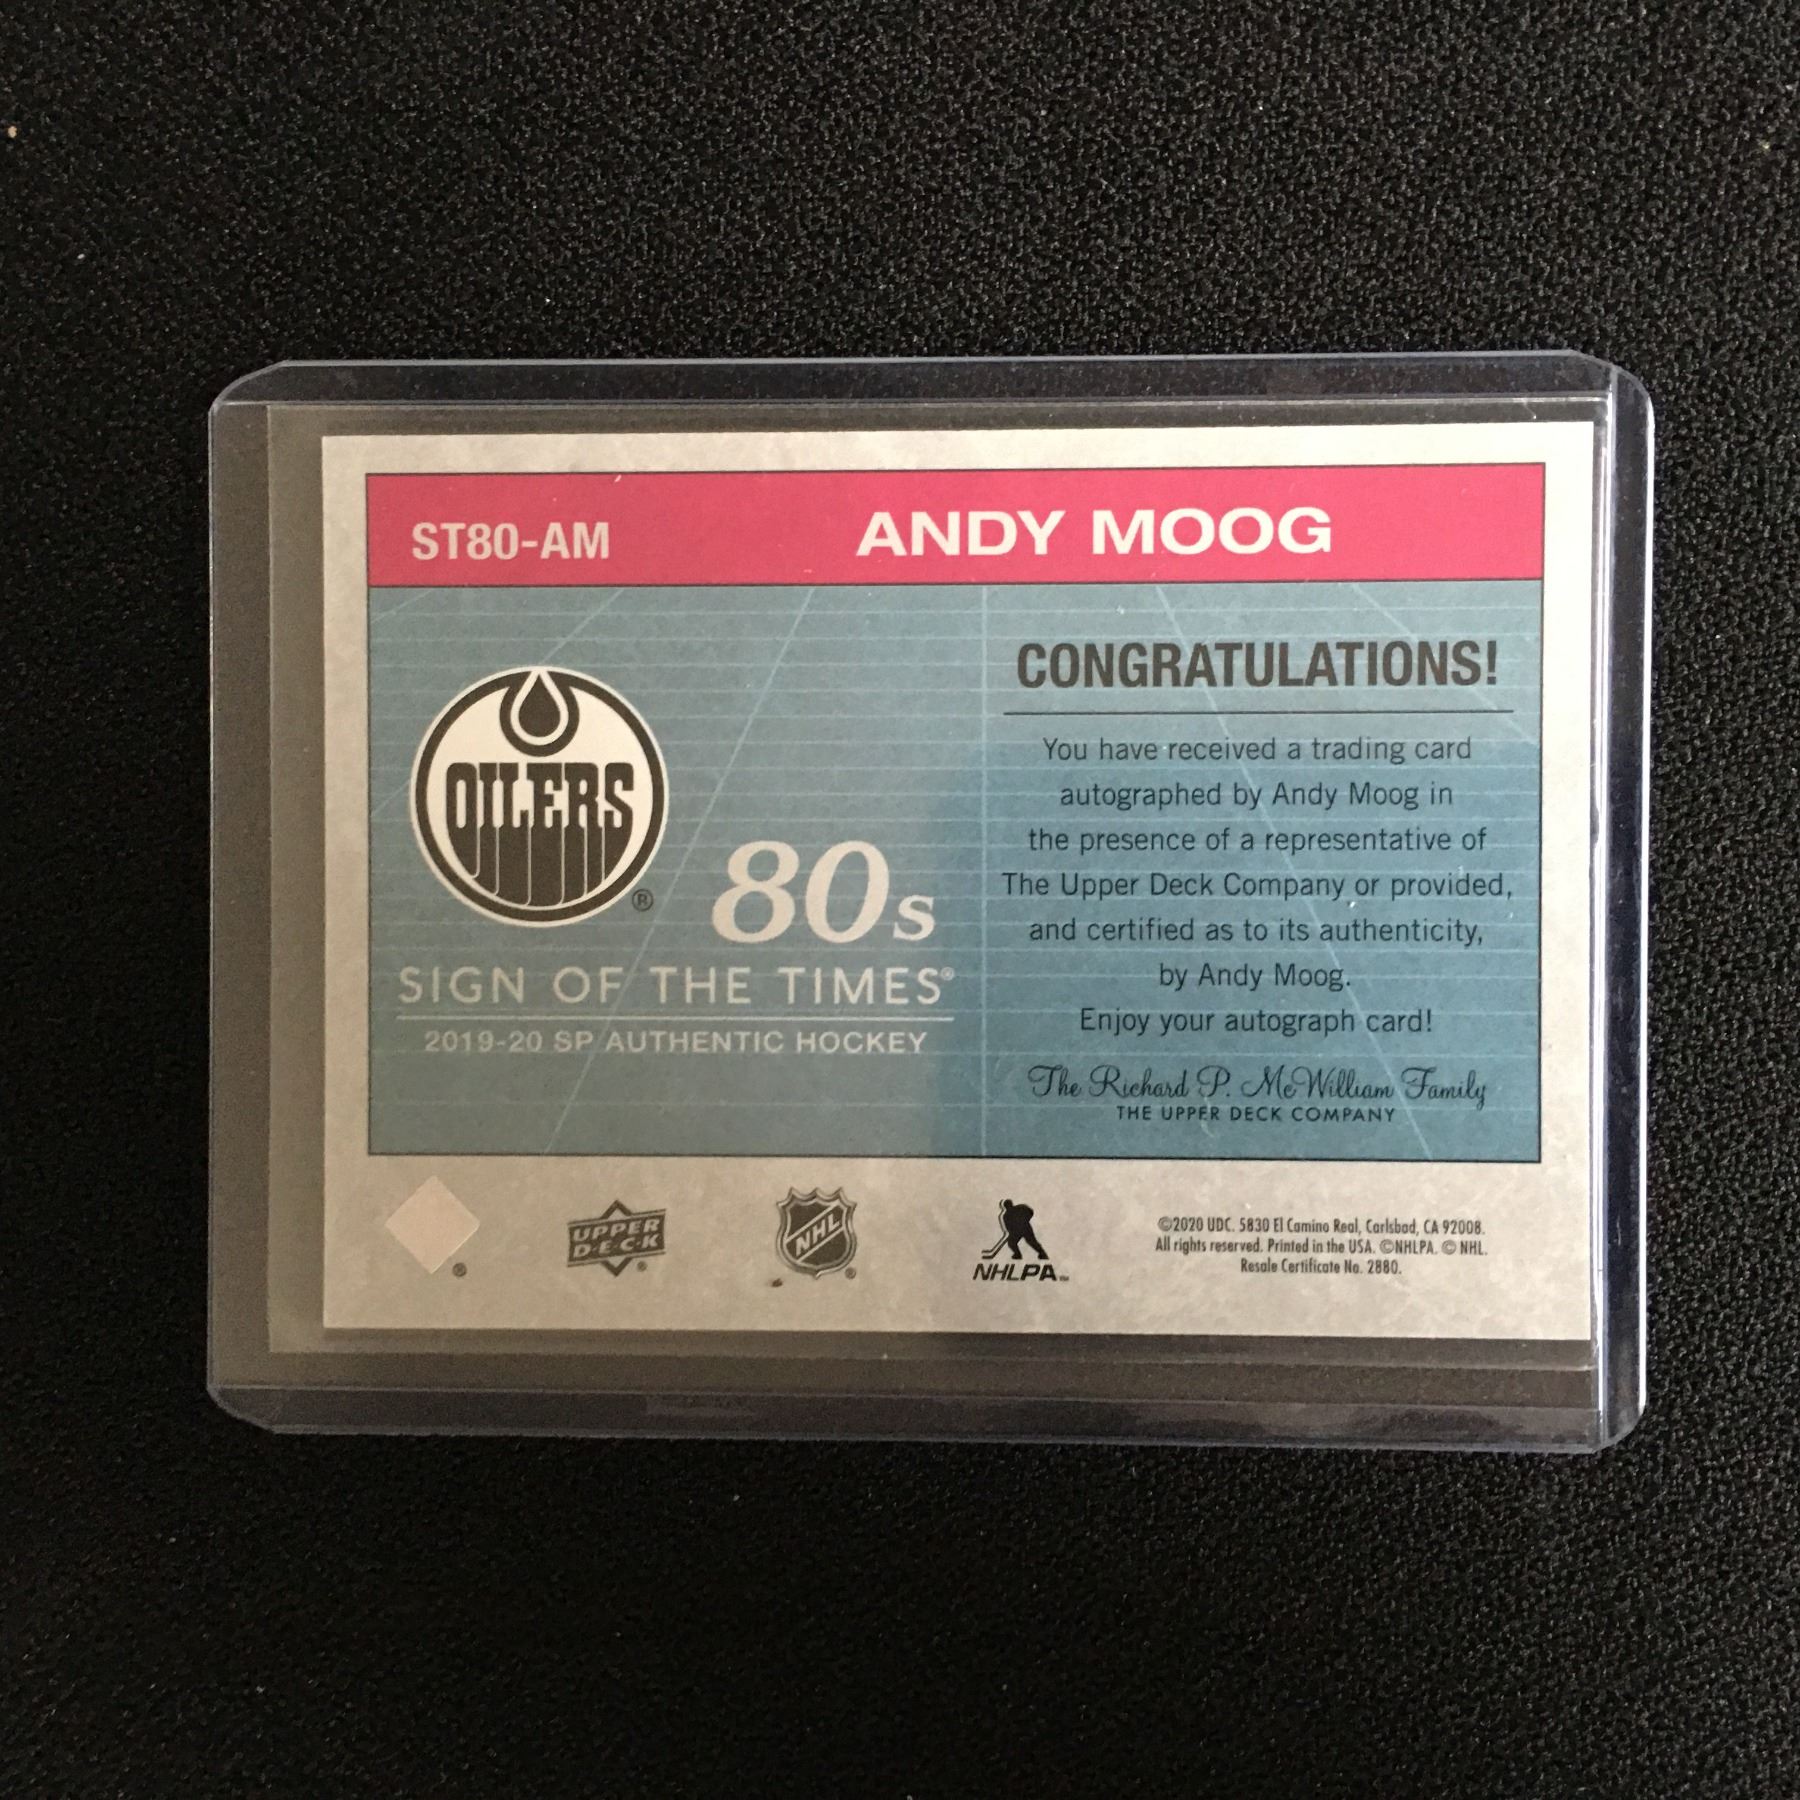 ST80-AM ANDY MOOG
OILERS
®
80s
SIGN OF THE TIMES®
2019-20 SP AUTHENTIC HOCKEY
CONGRATULATIONS!
You have received a trading card
autographed by Andy Moog in
the presence of a representative of
The Upper Deck Company or provided,
and certified as to its authenticity,
by Andy Moog.
Enjoy your autograph card!
The Richard P. McWilliam Family
THE UPPER DECK COMPANY
®
UPPER
D·E·C·K
®
NHL
®
NHLPA™
©2020 UDC. 5830 El Camino Real, Carlsbad, CA 92008.
All rights reserved. Printed in the USA. ©NHLPA. © NHL.
Resale Certificate No. 2880.